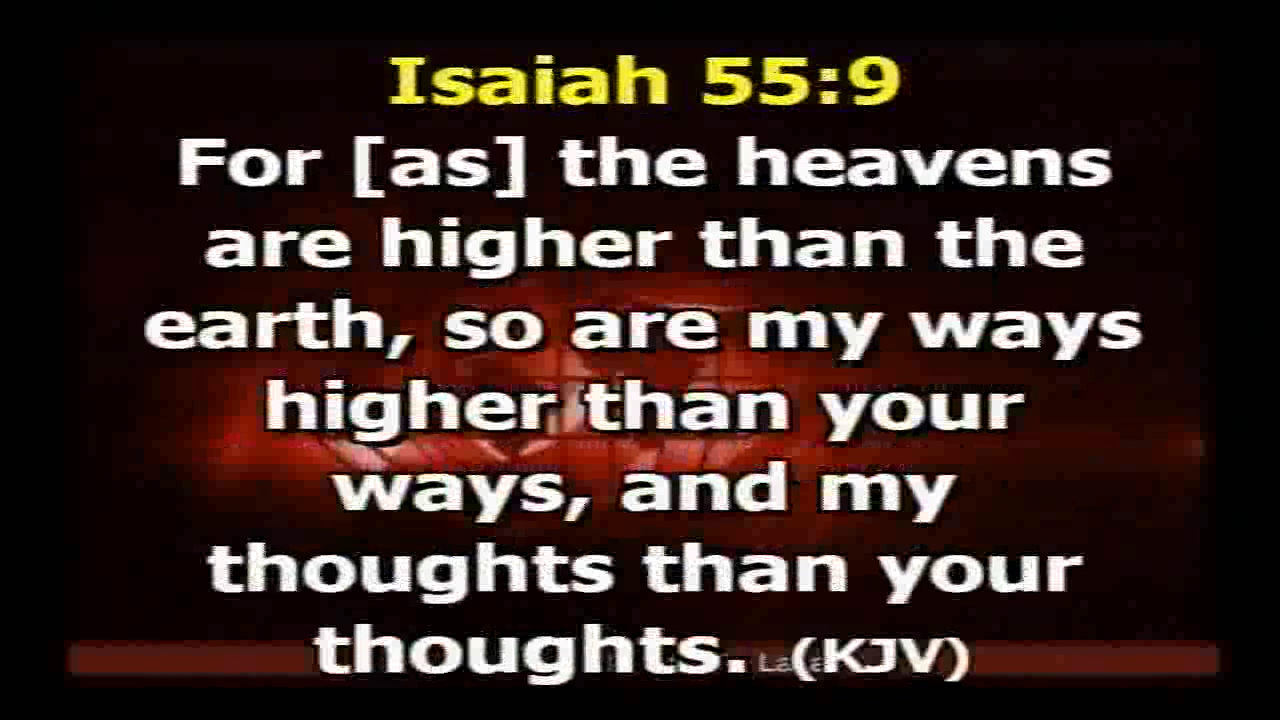 Isaiah 55:9
For [as] the heavens
are higher than the
earth, so are my ways
higher than your
ways, and my
thoughts than your
thoughts. (KJV)